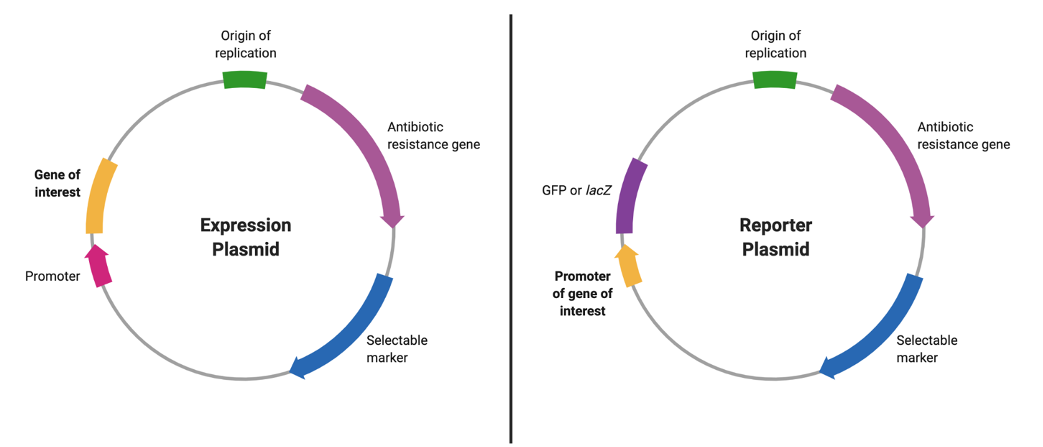 Origin of
replication
Antibiotic
resistance gene
Gene of
interest
Expression
Plasmid
Promoter
Selectable
marker
Origin of
replication
Antibiotic
resistance gene
GFP or lacZ
Reporter
Plasmid
Promoter
of gene of
interest
Selectable
marker